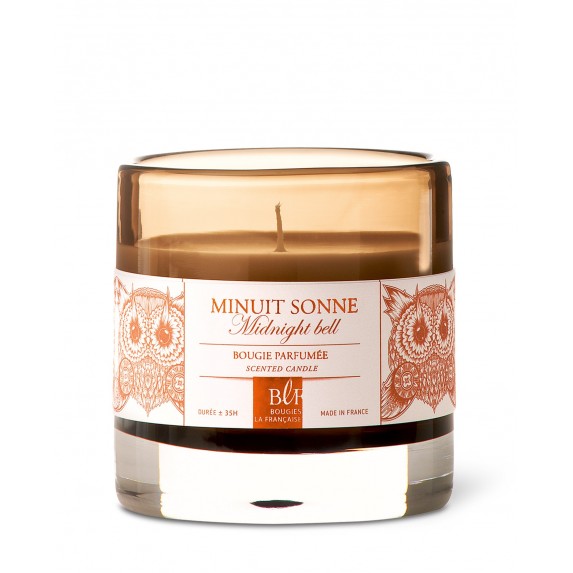 MINUIT SONNE
Midnight bell
BOUGIE PARFUMÉE
SCENTED CANDLE
BLF
BOUGIES
LA FRANÇAISE
DURÉE ± 35H
MADE IN FRANCE